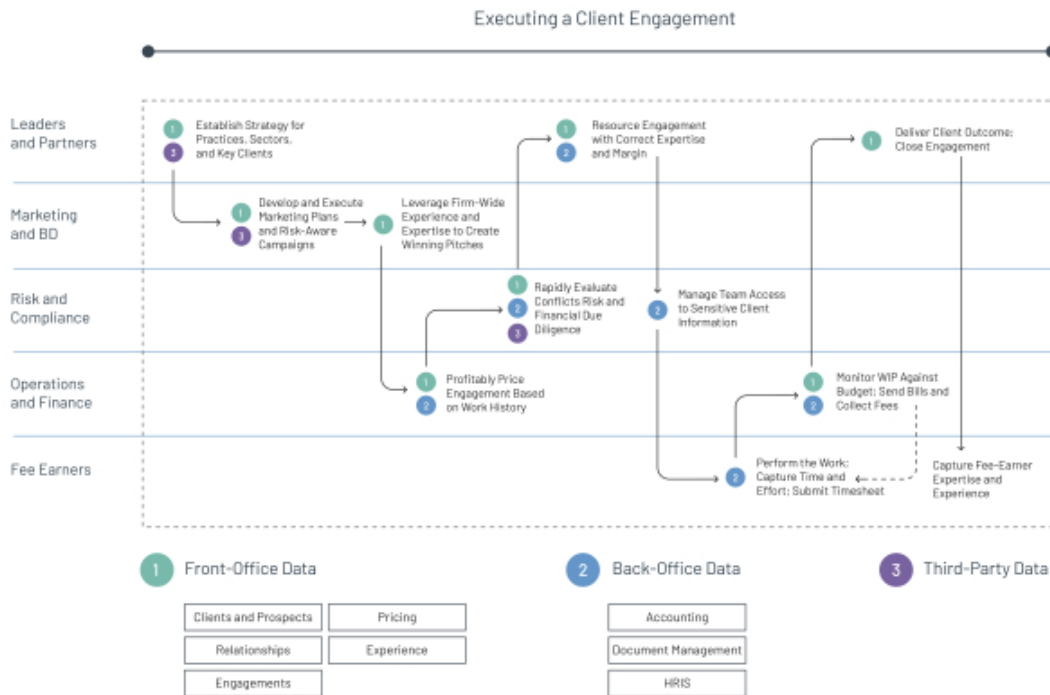 Executing a Client Engagement
Leaders
and Partners
1
3
Establish Strategy for
Practices, Sectors,
and Key Clients
1
2
Resource Engagement
with Correct Expertise
and Margin
1
Deliver Client Outcome;
Close Engagement
Marketing
and BD
1
3
Develop and Execute
Marketing Plans
and Risk-Aware
Campaigns
1
Leverage Firm-Wide
Experience and
Expertise to Create
Winning Pitches
Risk and
Compliance
1
2
3
Rapidly Evaluate
Conflicts Risk and
Financial Due
Diligence
2
Manage Team Access
to Sensitive Client
Information
Operations
and Finance
1
2
Profitably Price
Engagement Based
on Work History
1
2
Monitor WIP Against
Budget; Send Bills and
Collect Fees
Fee Earners
2
Perform the Work;
Capture Time and
Effort; Submit Timesheet
Capture Fee-Earner
Expertise and
Experience
1
Front-Office Data
Clients and Prospects
Pricing
Relationships
Experience
Engagements
2
Back-Office Data
Accounting
Document Management
HRIS
3
Third-Party Data